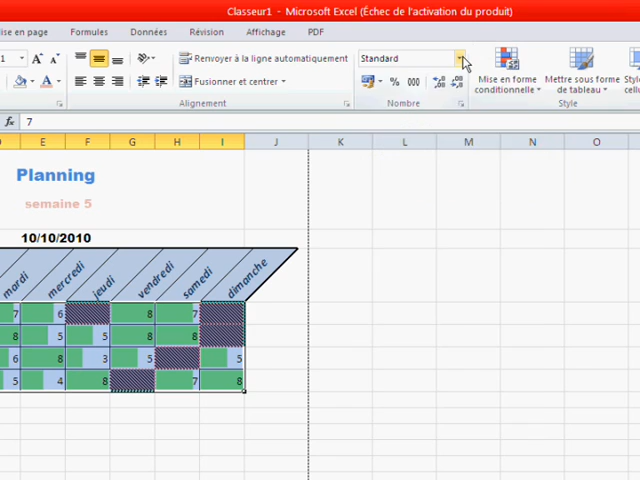 Classeur1 - Microsoft Excel (Échec de l'activation du produit)
ise en page Formules Données Révision Affichage PDF
Renvoyer à la ligne automatiquement
Standard
Fusionner et centrer
% 000
Mise en forme conditionnelle
Mettre sous forme de tableau
Alignement Nombre Style
fx 7
E F G H I J K L M N O
Planning
semaine 5
10/10/2010
mardi mercredi jeudi vendredi samedi dimanche
7 6 8 7
8 5 5 8 8
6 8 3 5 5
5 4 8 7 8